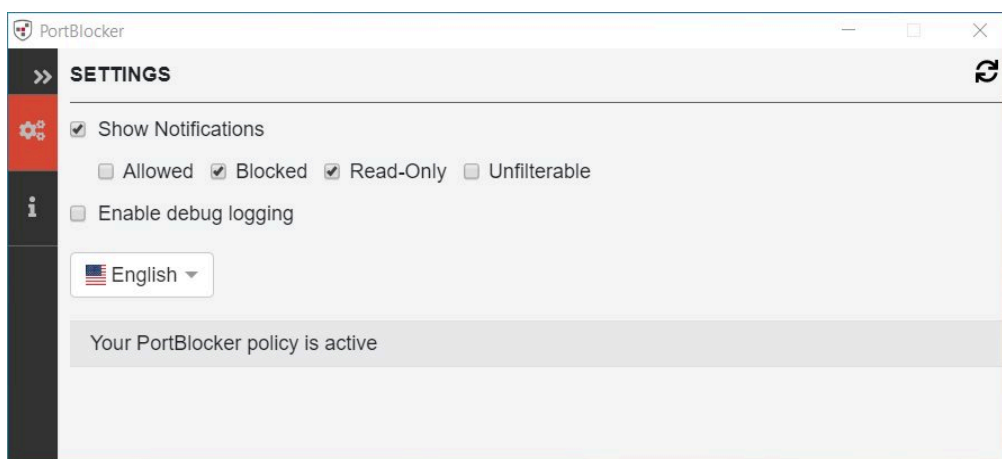 PortBlocker
SETTINGS
Show Notifications
Allowed Blocked Read-Only Unfilterable
Enable debug logging
English
Your PortBlocker policy is active